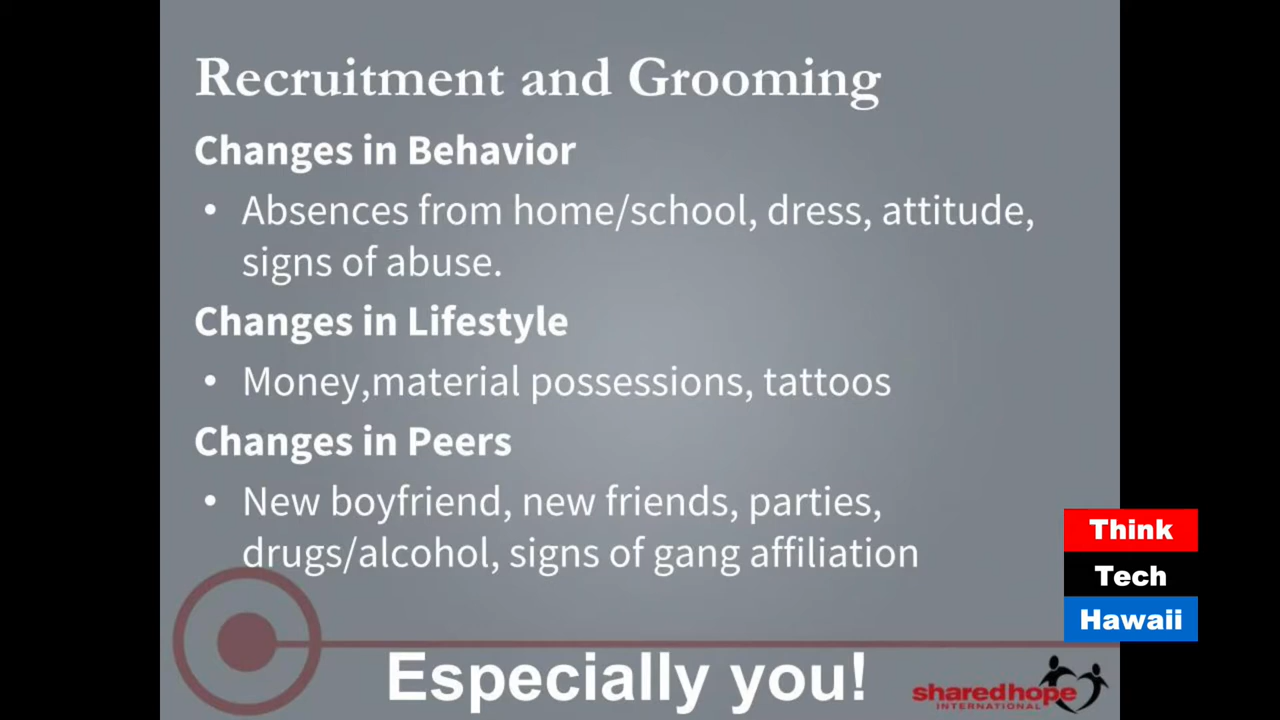 Recruitment and Grooming
Changes in Behavior
• Absences from home/school, dress, attitude,
signs of abuse.
Changes in Lifestyle
• Money,material possessions, tattoos
Changes in Peers
• New boyfriend, new friends, parties,
drugs/alcohol, signs of gang affiliation
Think
Tech
Hawaii
Especially you!
sharedhope
INTERNATIONAL